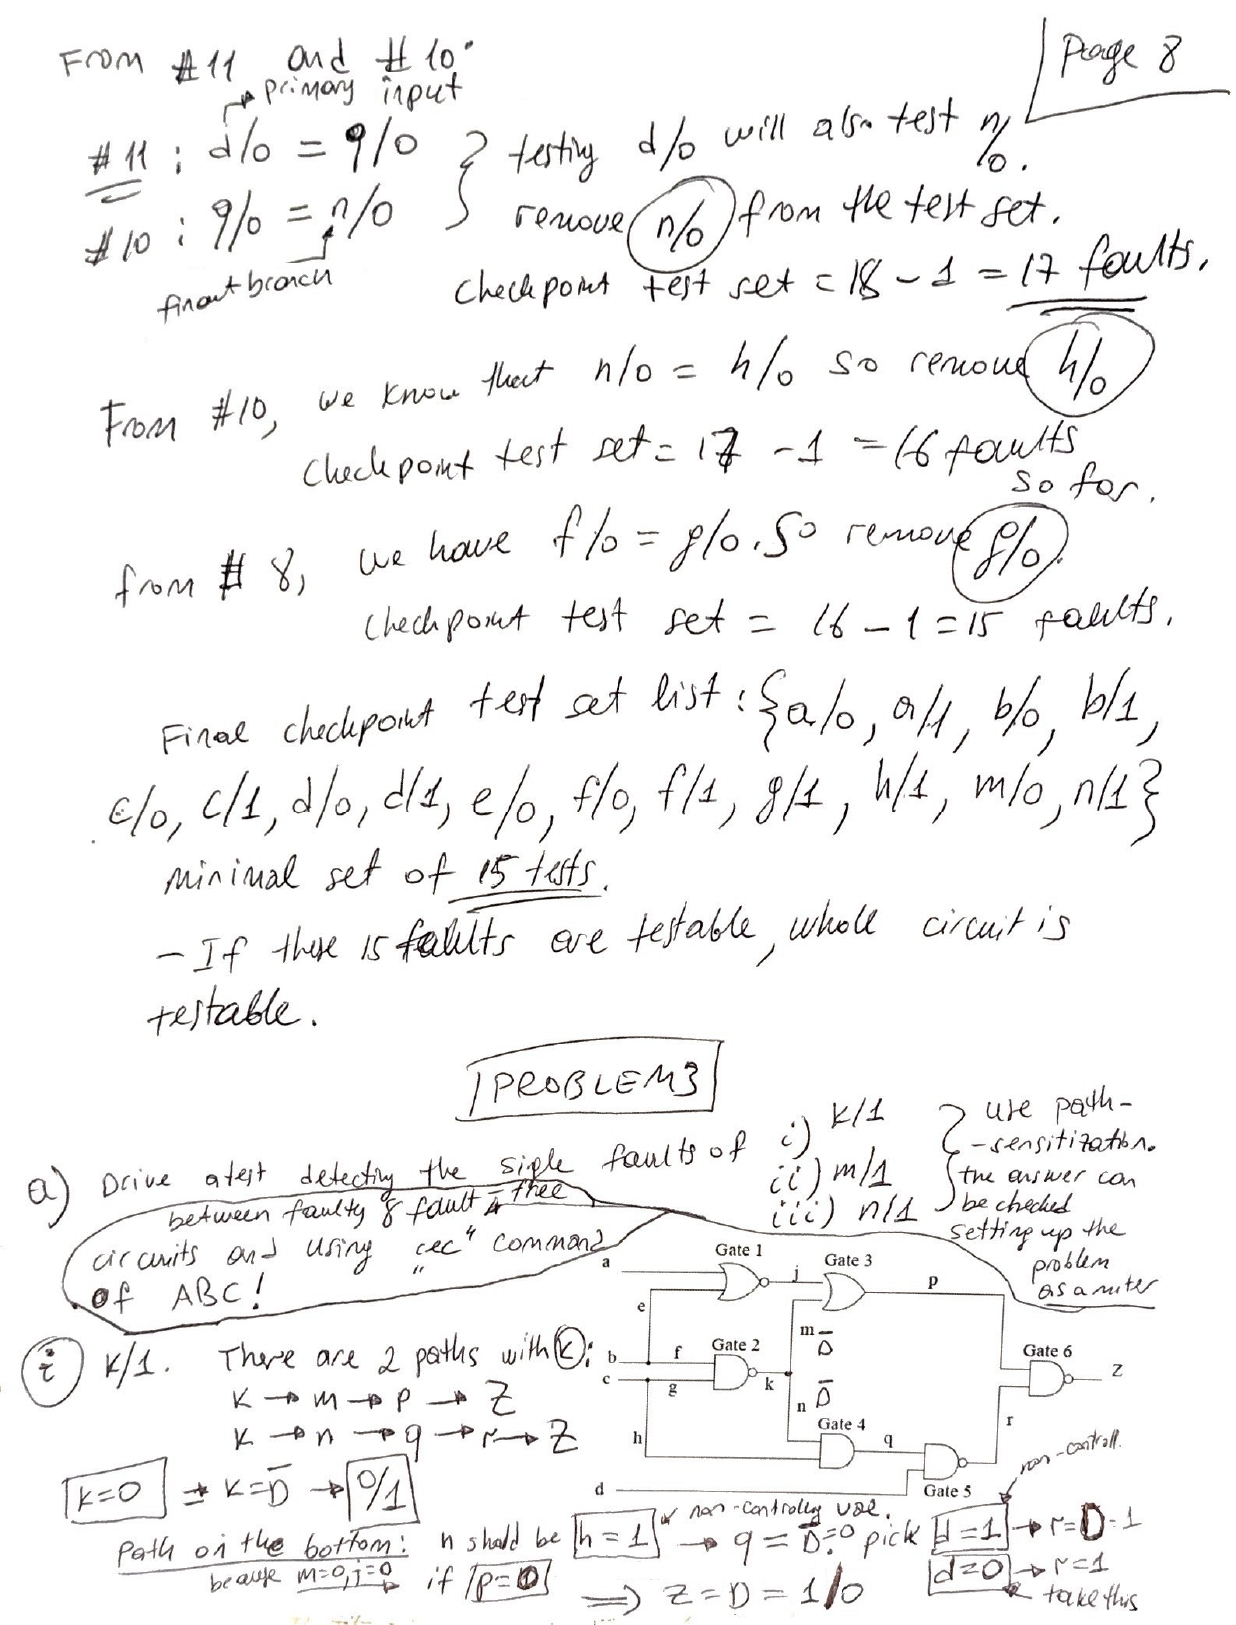 From #11 and #10:
Page 8
primary input
#11 : d/0 = q/0 } testing d/0 will also test n/0.
#10 : q/0 = n/0 remove n/0 from the test set.
fanout branch
Checkpoint test set = 18 - 1 = 17 faults.
From #10, we know that n/0 = h/0 so remove h/0
Checkpoint test set = 17 - 1 = 16 faults
so far.
from # 8, we have f/0 = g/0. So remove g/0.
Checkpoint test set = 16 - 1 = 15 faults.
Final checkpoint test set list : {a/0, a/1, b/0, b/1,
c/0, c/1, d/0, d/1, e/0, f/0, f/1, g/1, h/1, m/0, n/1}
minimal set of 15 tests.
- If these 15 faults are testable, whole circuit is
testable.
PROBLEM3
a) Drive a test detecting the sigle faults of i) k/1
ii) m/1
iii) n/1
use path-
-sensitization.
the answer can
be checked
setting up the
problem
as a miter
between faulty & fault-free
circuits and using "cec" command
of ABC!
i k/1. There are 2 paths with k:
k → m → p → Z
k → n → q → r → Z
k=0 → k=D̄ → 0/1
Gate 1
Gate 3
a
j
p
e
m D̄
b f Gate 2
Gate 6
c g k
Z
n D̄
Gate 4
r
h
q
d
Gate 5
non-controll.
Path on the bottom: n should be h=1 non-controlling val. → q = D̄=0 pick d=1 → r=D=1
because m=0, j=0 if p=0 ⇒ Z = D = 1/0
d=0 → r=1
take this